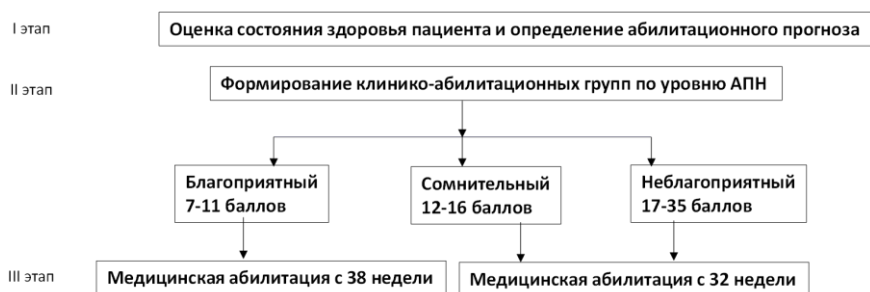 I этап
Оценка состояния здоровья пациента и определение абилитационного прогноза
II этап
Формирование клинико-абилитационных групп по уровню АПН
Благоприятный
7-11 баллов
Сомнительный
12-16 баллов
Неблагоприятный
17-35 баллов
III этап
Медицинская абилитация с 38 недели
Медицинская абилитация с 32 недели